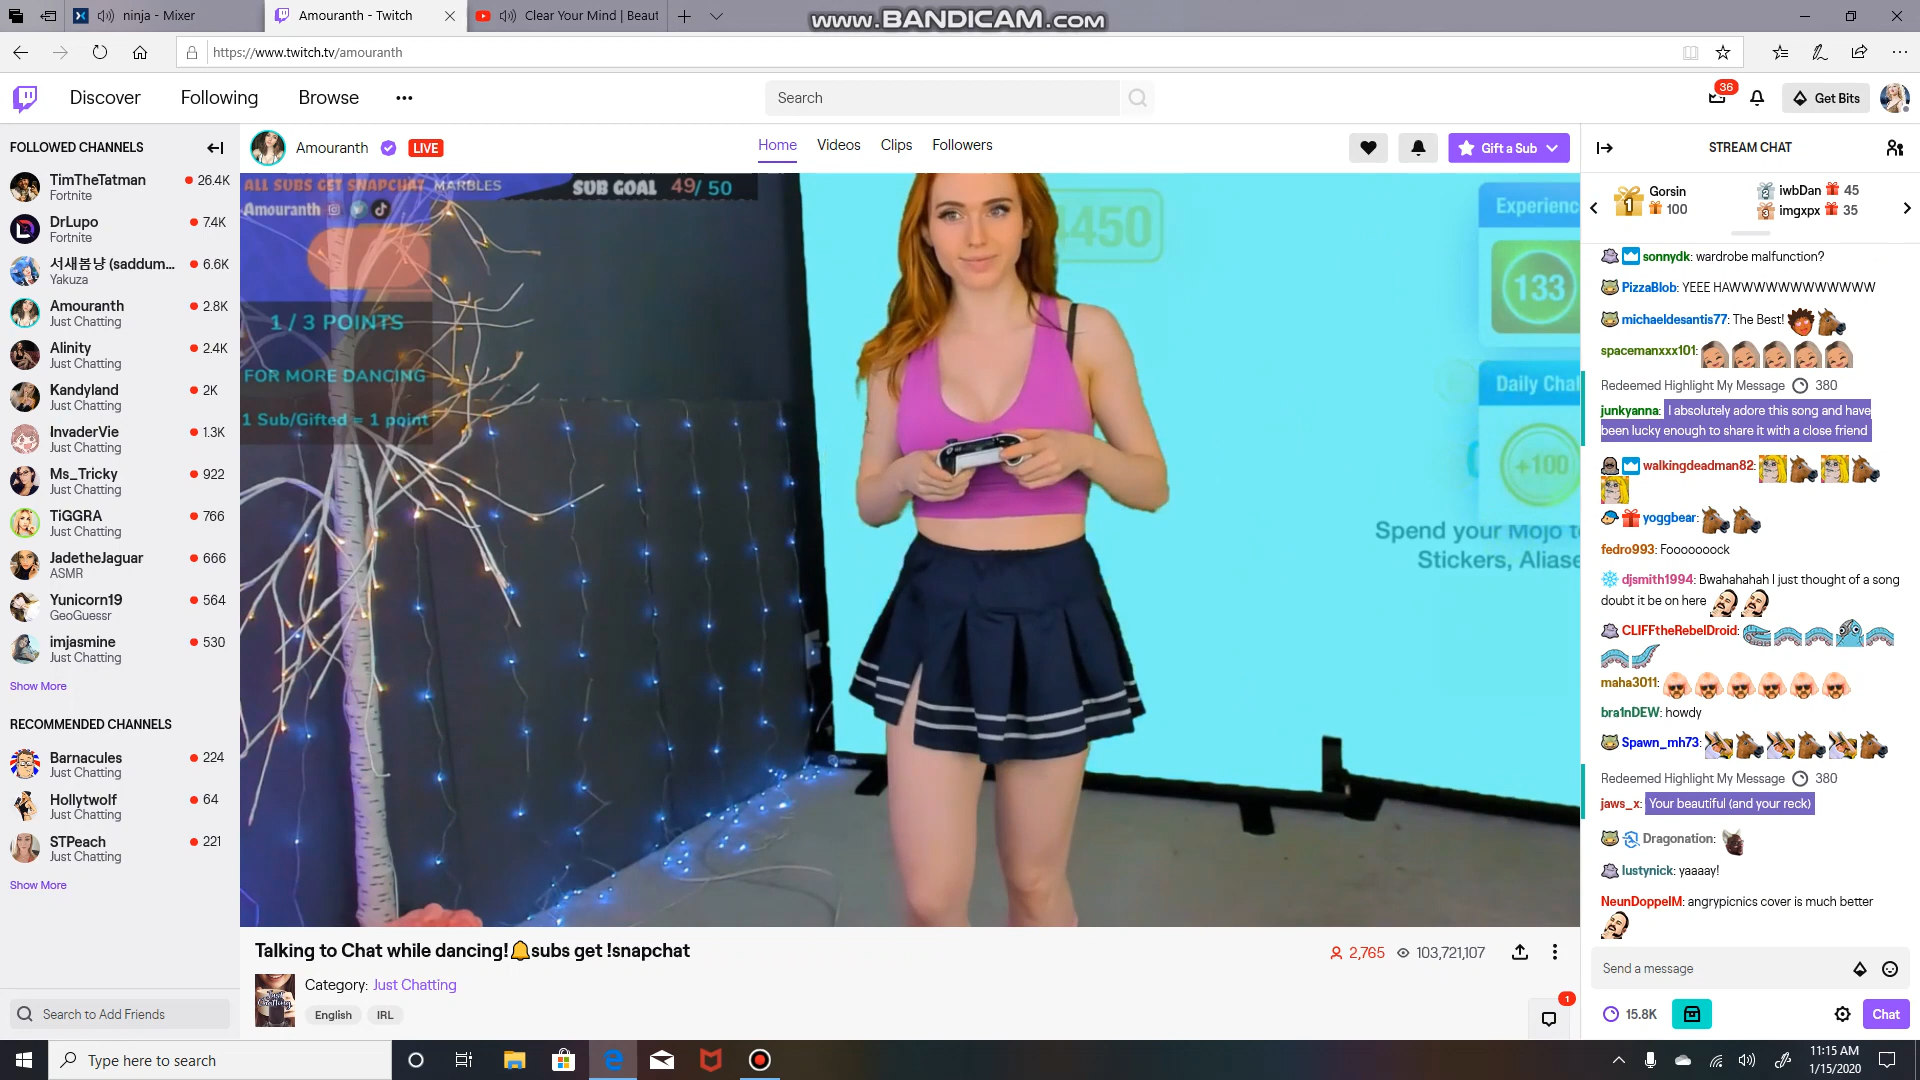 ninja - Mixer
Amouranth - Twitch
Clear Your Mind | Beaut
www.BANDICAM.com
https://www.twitch.tv/amouranth
Discover
Following
Browse
Search
36
Get Bits
FOLLOWED CHANNELS
TimTheTatman
26.4K
Fortnite
DrLupo
7.4K
Fortnite
서새봄냥 (saddum...
6.6K
Yakuza
Amouranth
2.8K
Just Chatting
Alinity
2.4K
Just Chatting
Kandyland
2K
Just Chatting
InvaderVie
1.3K
Just Chatting
Ms_Tricky
922
Just Chatting
TiGGRA
766
Just Chatting
JadetheJaguar
666
ASMR
Yunicorn19
564
GeoGuessr
imjasmine
530
Just Chatting
Show More
RECOMMENDED CHANNELS
Barnacules
224
Just Chatting
Hollytwolf
64
Just Chatting
STPeach
221
Just Chatting
Show More
Search to Add Friends
Amouranth
LIVE
Home
Videos
Clips
Followers
Gift a Sub
ALL SUBS GET SNAPCHAT
MARBLES
SUB GOAL 49/ 50
Amouranth
1 / 3 POINTS
FOR MORE DANCING
1 Sub/Gifted = 1 point
4450
Experienc
133
Daily Chal
+100
Spend your Mojo to
Stickers, Aliase
Talking to Chat while dancing!🔔subs get !snapchat
2,765
103,721,107
Category: Just Chatting
English
IRL
1
STREAM CHAT
1
Gorsin
100
2
iwbDan
45
3
imgxpx
35
sonnydk: wardrobe malfunction?
PizzaBlob: YEEE HAWWWWWWWWWWWW
michaeldesantis77: The Best!
spacemanxxx101:
Redeemed Highlight My Message 380
junkyanna: I absolutely adore this song and have
been lucky enough to share it with a close friend
walkingdeadman82:
yoggbear:
fedro993: Fooooooock
djsmith1994: Bwahahahah I just thought of a song
doubt it be on here
CLIFFtheRebelDroid:
maha3011:
bra1nDEW: howdy
Spawn_mh73:
Redeemed Highlight My Message 380
jaws_x: Your beautiful (and your reck)
Dragonation:
lustynick: yaaaay!
NeunDoppelM: angrypicnics cover is much better
Send a message
15.8K
Chat
Type here to search
11:15 AM
1/15/2020